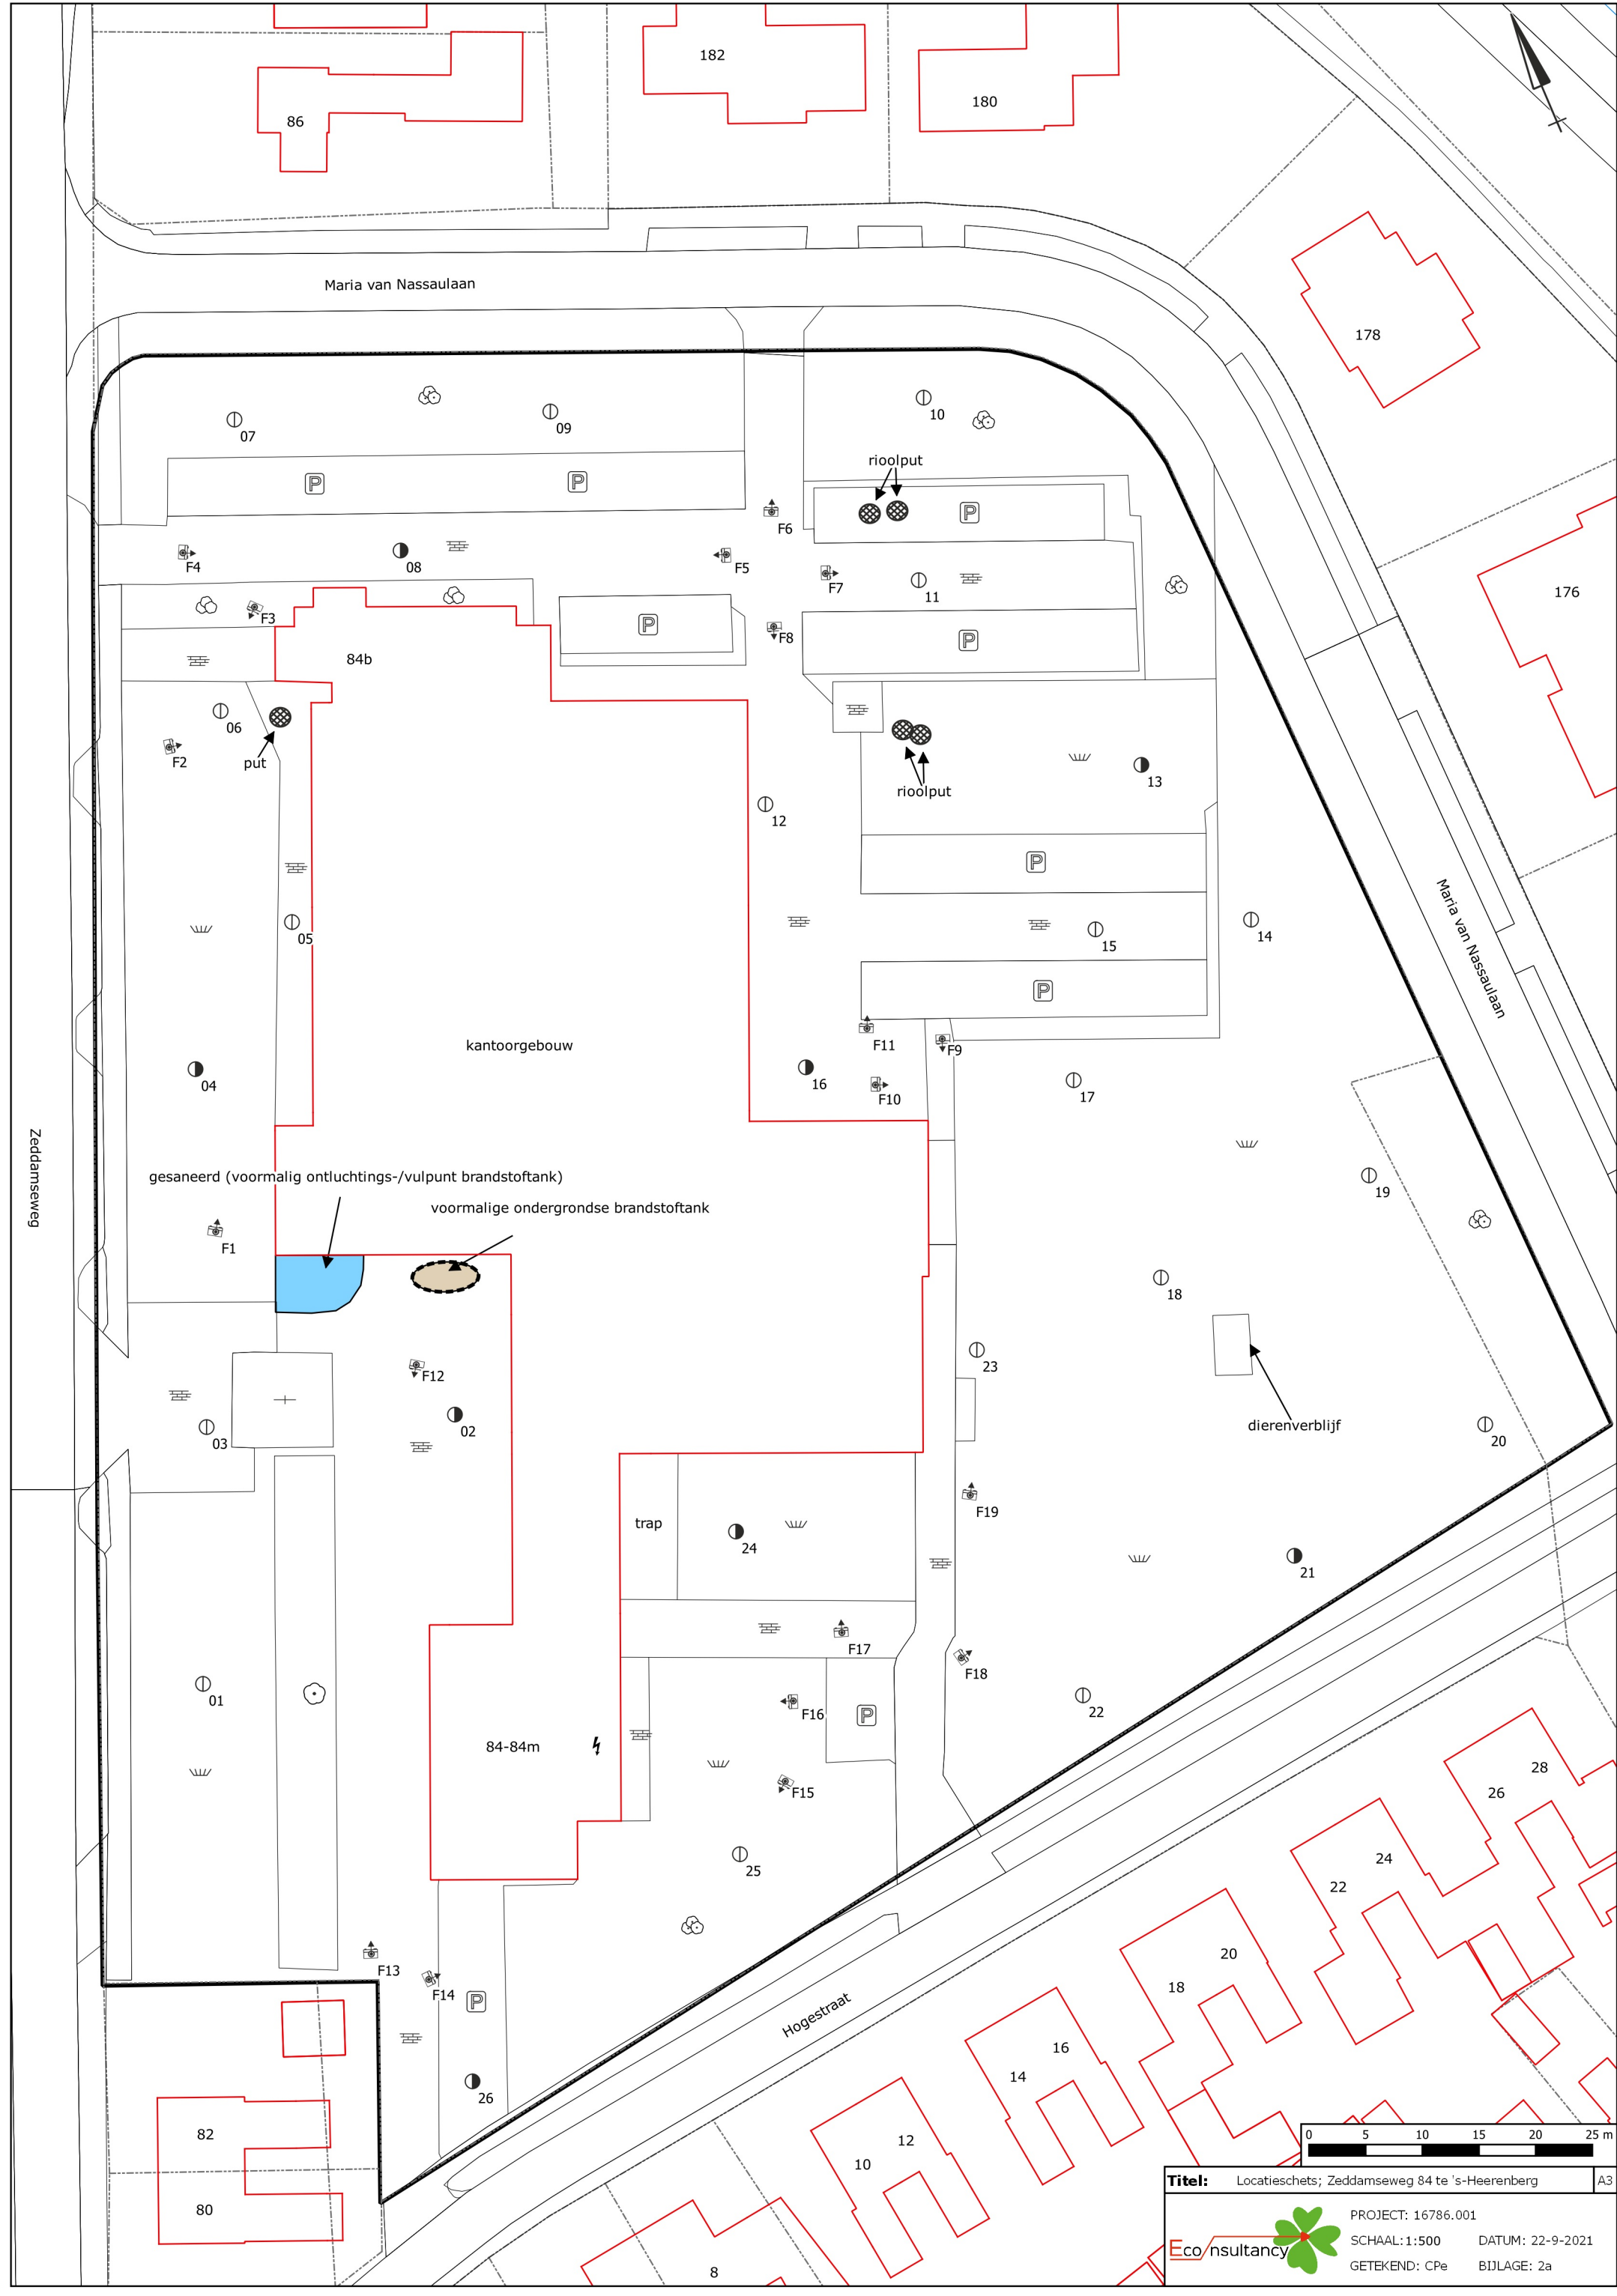 182
180
86
Maria van Nassaulaan
178
10
07
09
rioolput
P
P
P
F6
176
F4
08
F5
F7
11
F3
P
F8
P
84b
06
put
F2
rioolput
13
12
P
05
15
14
Maria van Nassaulaan
P
kantoorgebouw
F11
F9
04
16
F10
17
Zeddamseweg
gesaneerd (voormalig ontluchtings-/vulpunt brandstoftank)
19
voormalige ondergrondse brandstoftank
F1
18
23
F12
03
02
dierenverblijf
20
F19
trap
24
21
F17
F18
01
F16
P
22
84-84m
F15
28
26
25
24
22
20
18
F13
F14
P
Hogestraat
16
14
26
82
12
10
80
8
0 5 10 15 20 25 m
Titel: Locatieschets; Zeddamseweg 84 te 's-Heerenberg A3
Econsultancy
PROJECT: 16786.001
SCHAAL: 1:500 DATUM: 22-9-2021
GETEKEND: CPe BIJLAGE: 2a